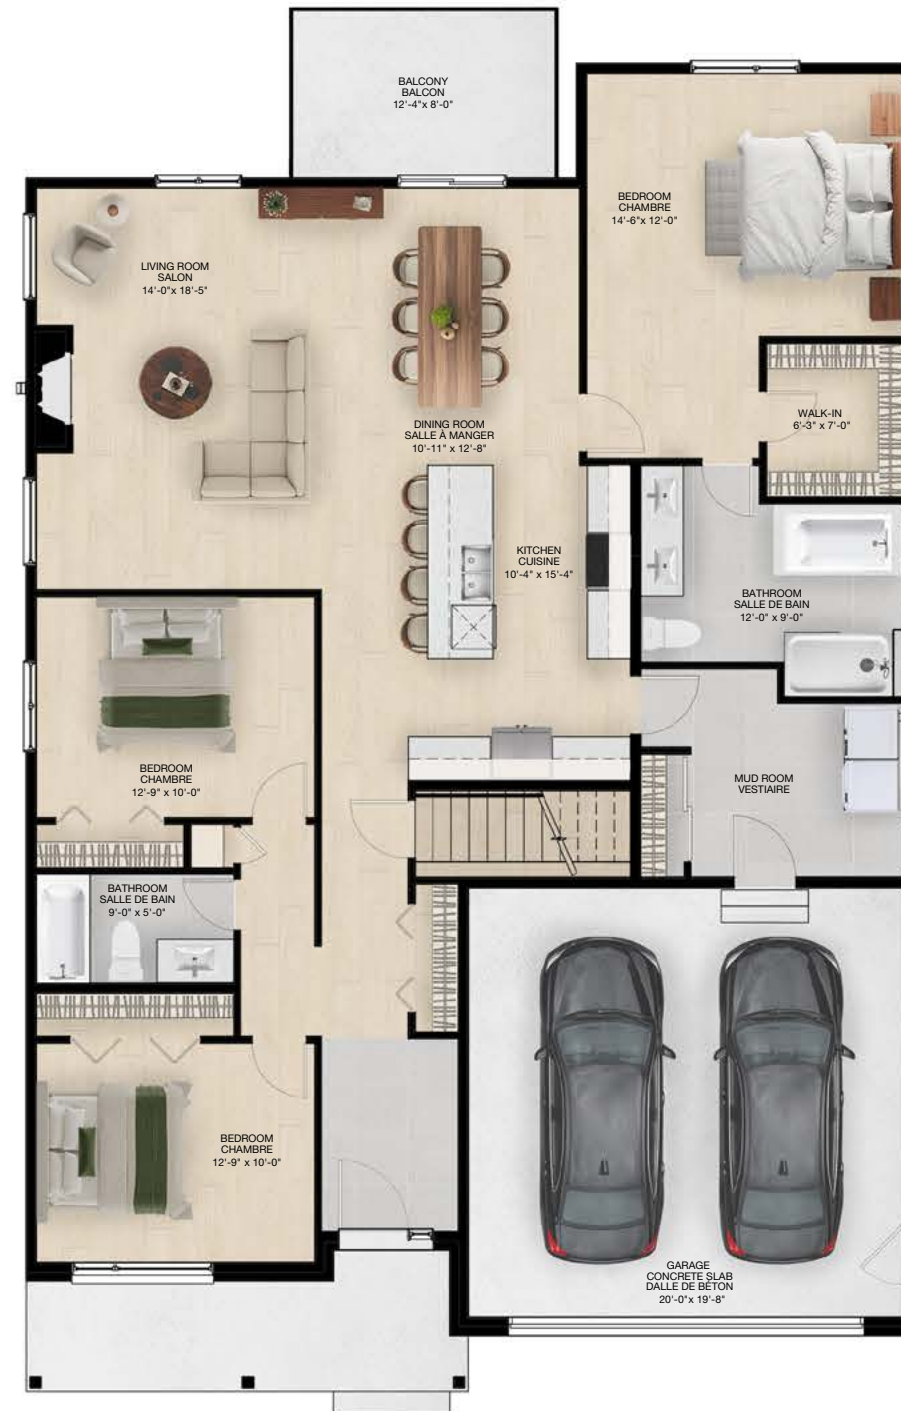 BALCONY
BALCON
12'-4"x 8'-0"
BEDROOM
CHAMBRE
14'-6"x 12'-0"
LIVING ROOM
SALON
14'-0"x 18'-5"
WALK-IN
6'-3" x 7'-0"
DINING ROOM
SALLE À MANGER
10'-11" x 12'-8"
KITCHEN
CUISINE
10'-4" x 15'-4"
BATHROOM
SALLE DE BAIN
12'-0" x 9'-0"
BEDROOM
CHAMBRE
12'-9" x 10'-0"
MUD ROOM
VESTIAIRE
BATHROOM
SALLE DE BAIN
9'-0" x 5'-0"
BEDROOM
CHAMBRE
12'-9" x 10'-0"
GARAGE
CONCRETE SLAB
DALLE DE BÉTON
20'-0"x 19'-8"